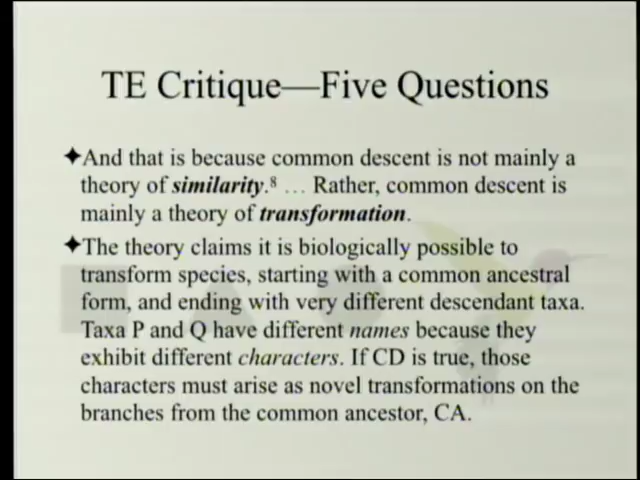 TE Critique—Five Questions
✦And that is because common descent is not mainly a
theory of similarity.⁸ … Rather, common descent is
mainly a theory of transformation.
✦The theory claims it is biologically possible to
transform species, starting with a common ancestral
form, and ending with very different descendant taxa.
Taxa P and Q have different names because they
exhibit different characters. If CD is true, those
characters must arise as novel transformations on the
branches from the common ancestor, CA.